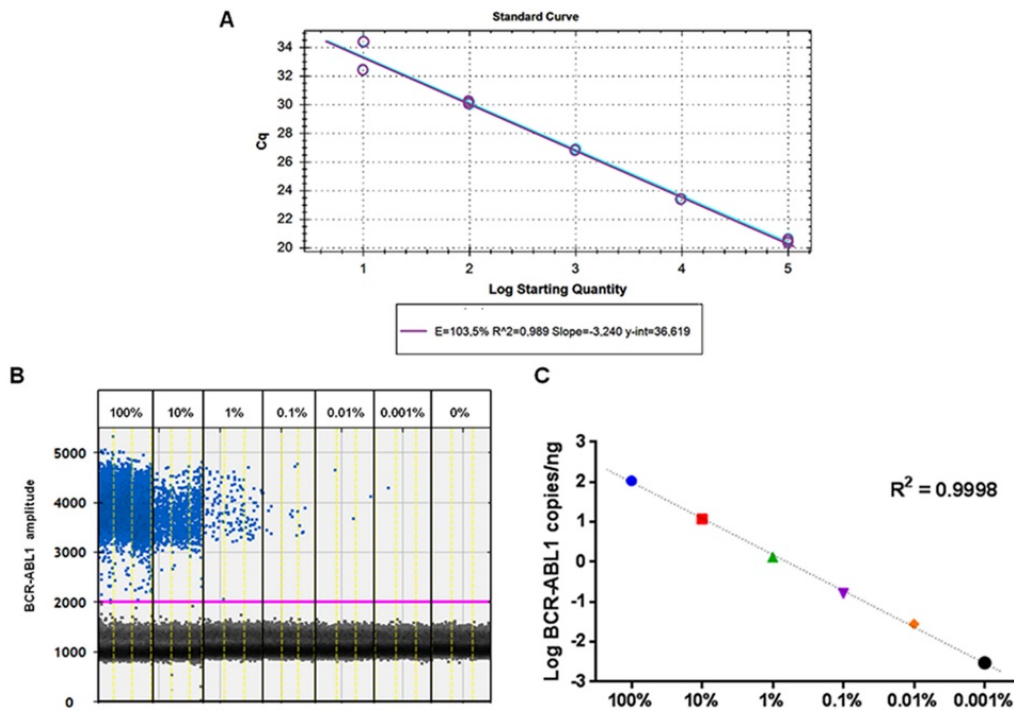 A
Standard Curve
34
32
30
28
26
24
22
20
Cq
1 2 3 4 5
Log Starting Quantity
E=103,5% R^2=0,989 Slope=-3,240 y-int=36,619
B
100% 10% 1% 0.1% 0.01% 0.001% 0%
5000
4000
3000
2000
1000
0
BCR-ABL1 amplitude
C
3
2
1
0
-1
-2
-3
Log BCR-ABL1 copies/ng
R² = 0.9998
100% 10% 1% 0.1% 0.01% 0.001%